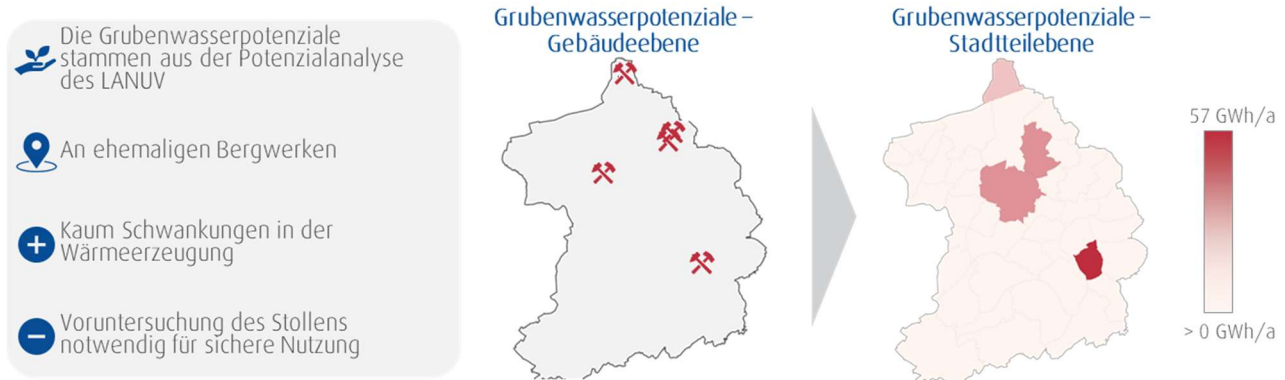 Die Grubenwasserpotenziale
stammen aus der Potenzialanalyse
des LANUV
An ehemaligen Bergwerken
Kaum Schwankungen in der
Wärmeerzeugung
Voruntersuchung des Stollens
notwendig für sichere Nutzung
Grubenwasserpotenziale –
Gebäudeebene
Grubenwasserpotenziale –
Stadtteilebene
57 GWh/a
> 0 GWh/a